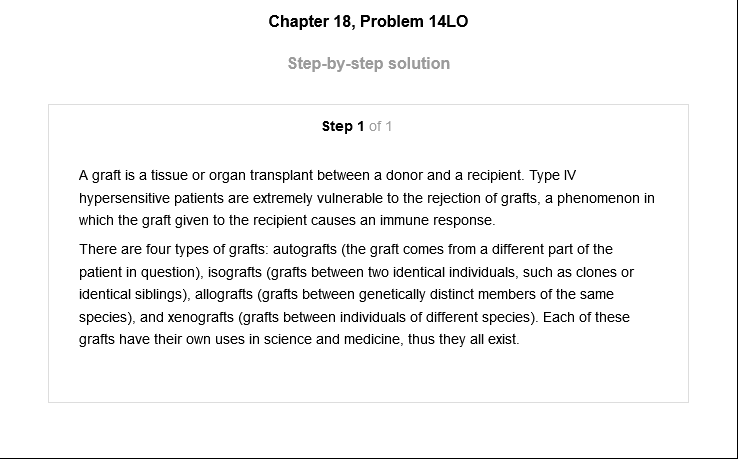 Chapter 18, Problem 14LO
Step-by-step solution
Step 1 of 1
A graft is a tissue or organ transplant between a donor and a recipient. Type IV
hypersensitive patients are extremely vulnerable to the rejection of grafts, a phenomenon in
which the graft given to the recipient causes an immune response.
There are four types of grafts: autografts (the graft comes from a different part of the
patient in question), isografts (grafts between two identical individuals, such as clones or
identical siblings), allografts (grafts between genetically distinct members of the same
species), and xenografts (grafts between individuals of different species). Each of these
grafts have their own uses in science and medicine, thus they all exist.